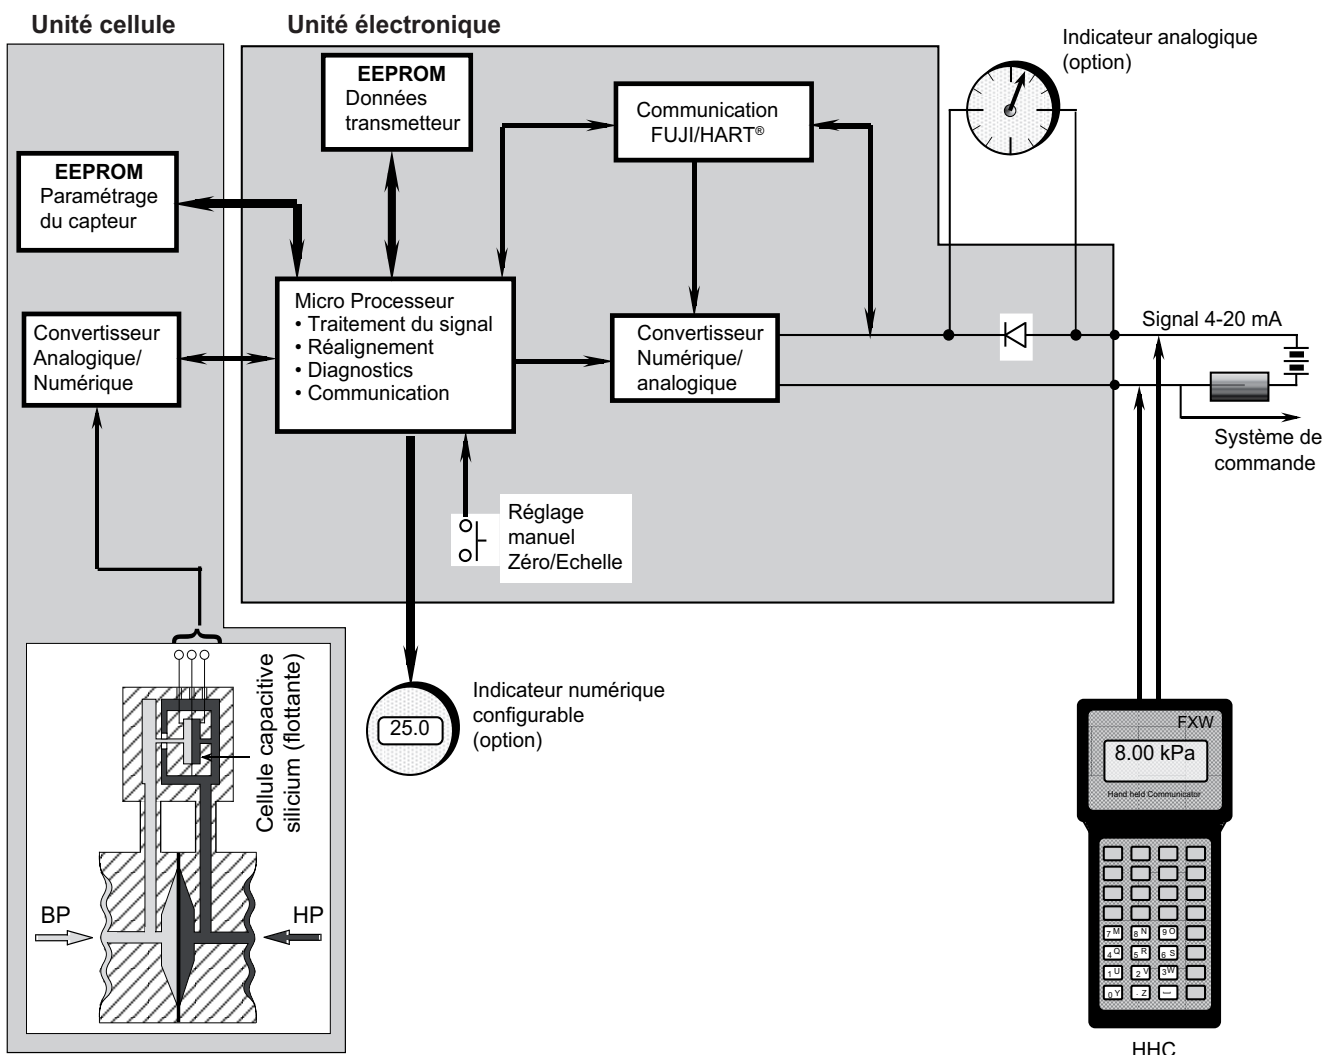 Unité cellule
Unité électronique
Indicateur analogique
(option)
EEPROM
Données
transmetteur
Communication
FUJI/HART®
EEPROM
Paramétrage
du capteur
Micro Processeur
• Traitement du signal
• Réalignement
• Diagnostics
• Communication
Convertisseur
Analogique/
Numérique
Convertisseur
Numérique/
analogique
Signal 4-20 mA
Système de
commande
Réglage
manuel
Zéro/Echelle
Cellule capacitive
silicium (flottante)
25.0
Indicateur numérique
configurable
(option)
BP
HP
FXW
8.00 kPa
Hand held Communicator
7 M 8 N 9 O
4 Q 5 R 6 S
1 U 2 V 3 W
0 Y . Z
HHC